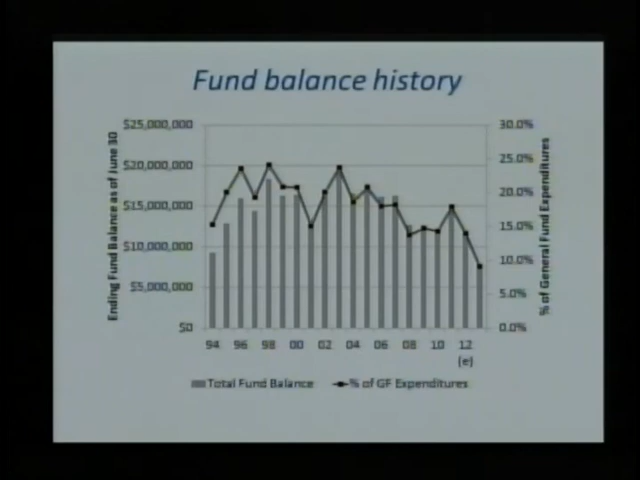 Fund balance history
Ending Fund Balance as of June 30
$25,000,000
$20,000,000
$15,000,000
$10,000,000
$5,000,000
$0
30.0%
25.0%
20.0%
15.0%
10.0%
5.0%
0.0%
% of General Fund Expenditures
94 96 98 00 02 04 06 08 10 12
(e)
Total Fund Balance % of GF Expenditures